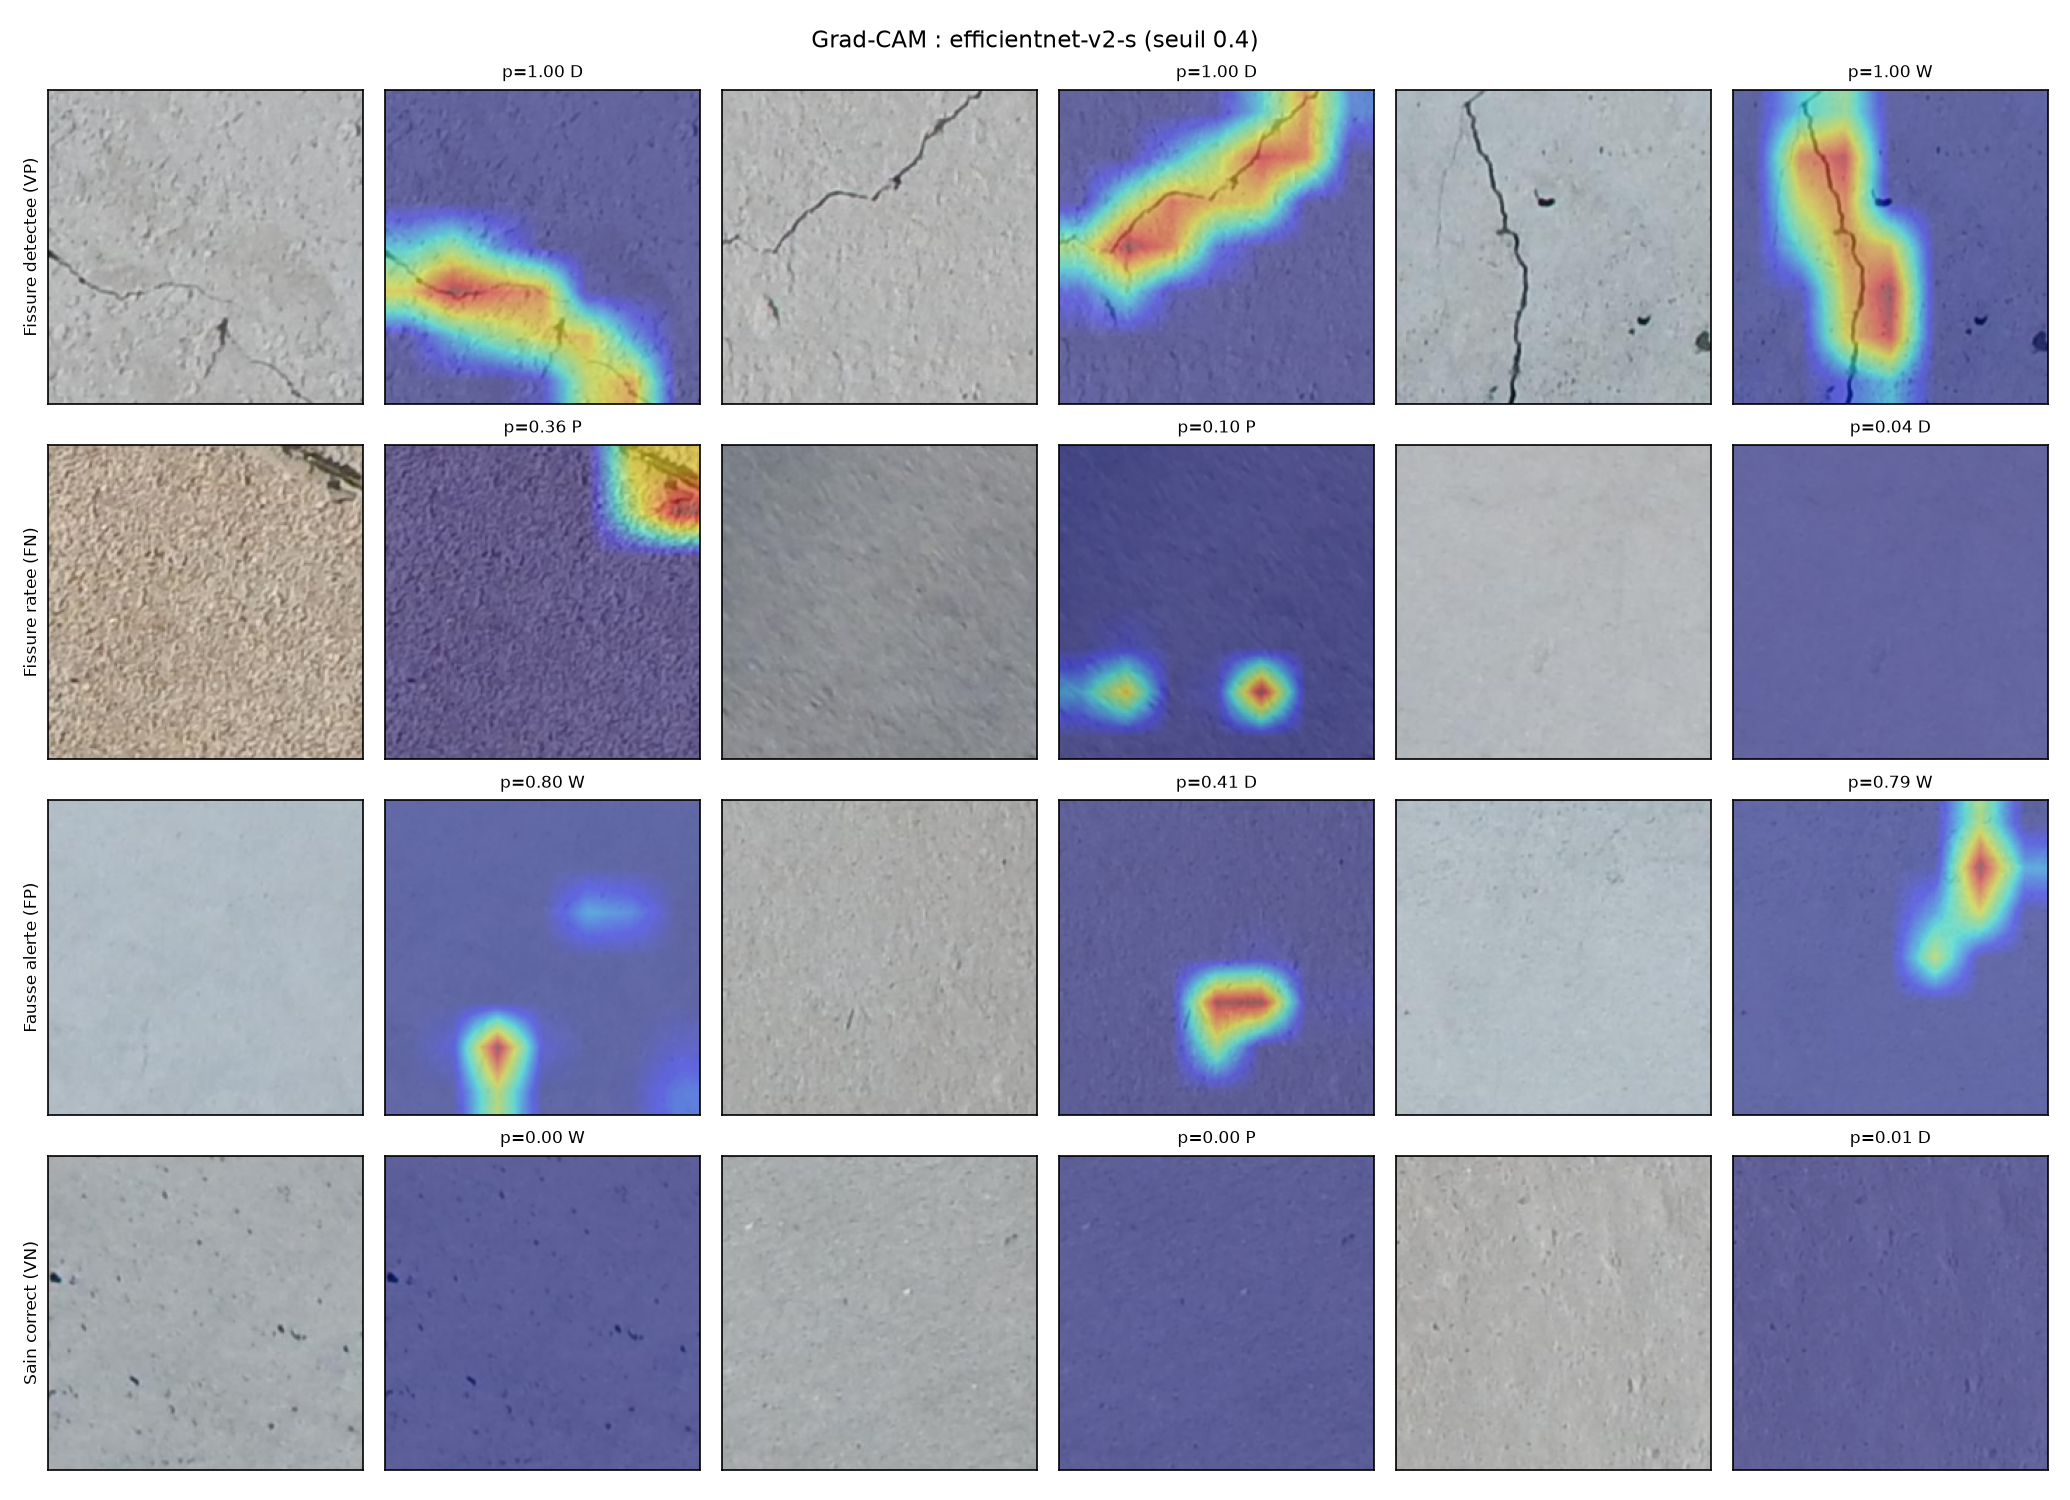 Grad-CAM : efficientnet-v2-s (seuil 0.4)
p=1.00 D
p=1.00 D
p=1.00 W
Fissure detectee (VP)
p=0.36 P
p=0.10 P
p=0.04 D
Fissure ratee (FN)
p=0.80 W
p=0.41 D
p=0.79 W
Fausse alerte (FP)
p=0.00 W
p=0.00 P
p=0.01 D
Sain correct (VN)